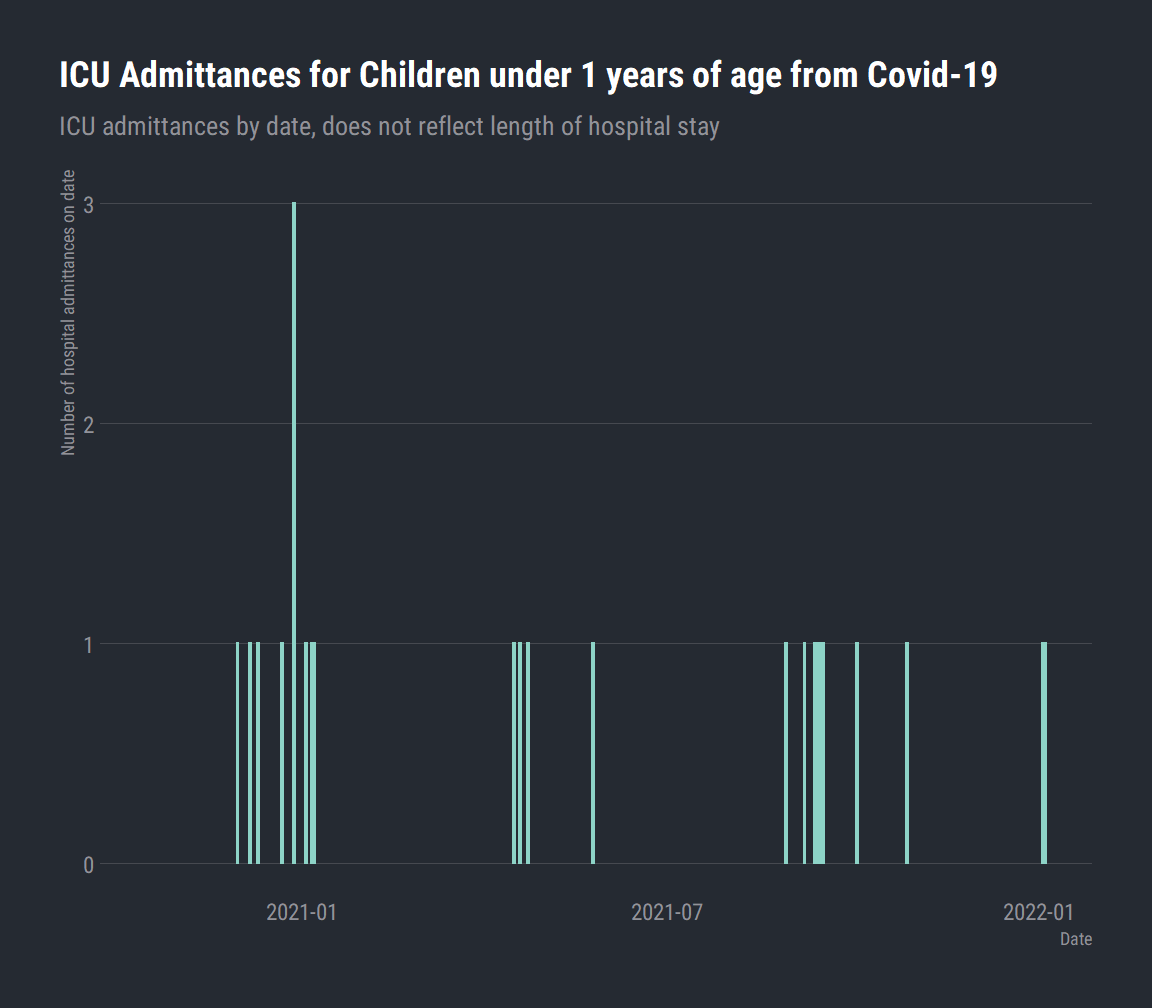 ICU Admittances for Children under 1 years of age from Covid-19
ICU admittances by date, does not reflect length of hospital stay
Number of hospital admittances on date
3
2
1
0
2021-01
2021-07
2022-01
Date